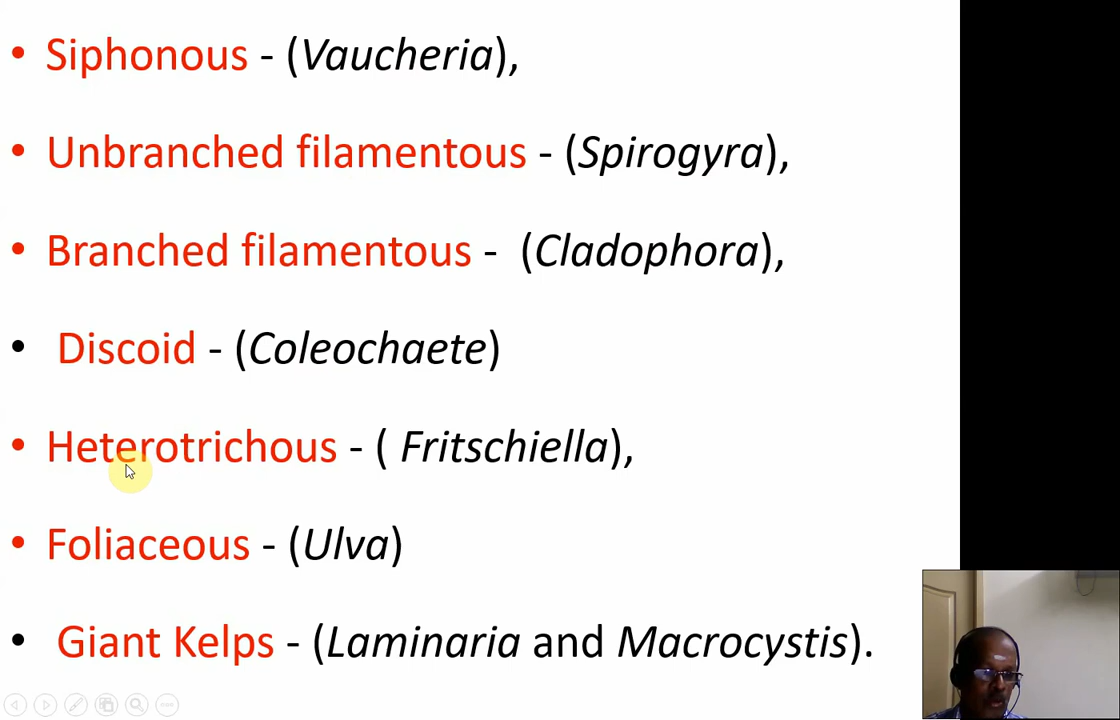 • Siphonous - (Vaucheria),
• Unbranched filamentous - (Spirogyra),
• Branched filamentous - (Cladophora),
• Discoid - (Coleochaete)
• Heterotrichous - ( Fritschiella),
• Foliaceous - (Ulva)
• Giant Kelps - (Laminaria and Macrocystis).